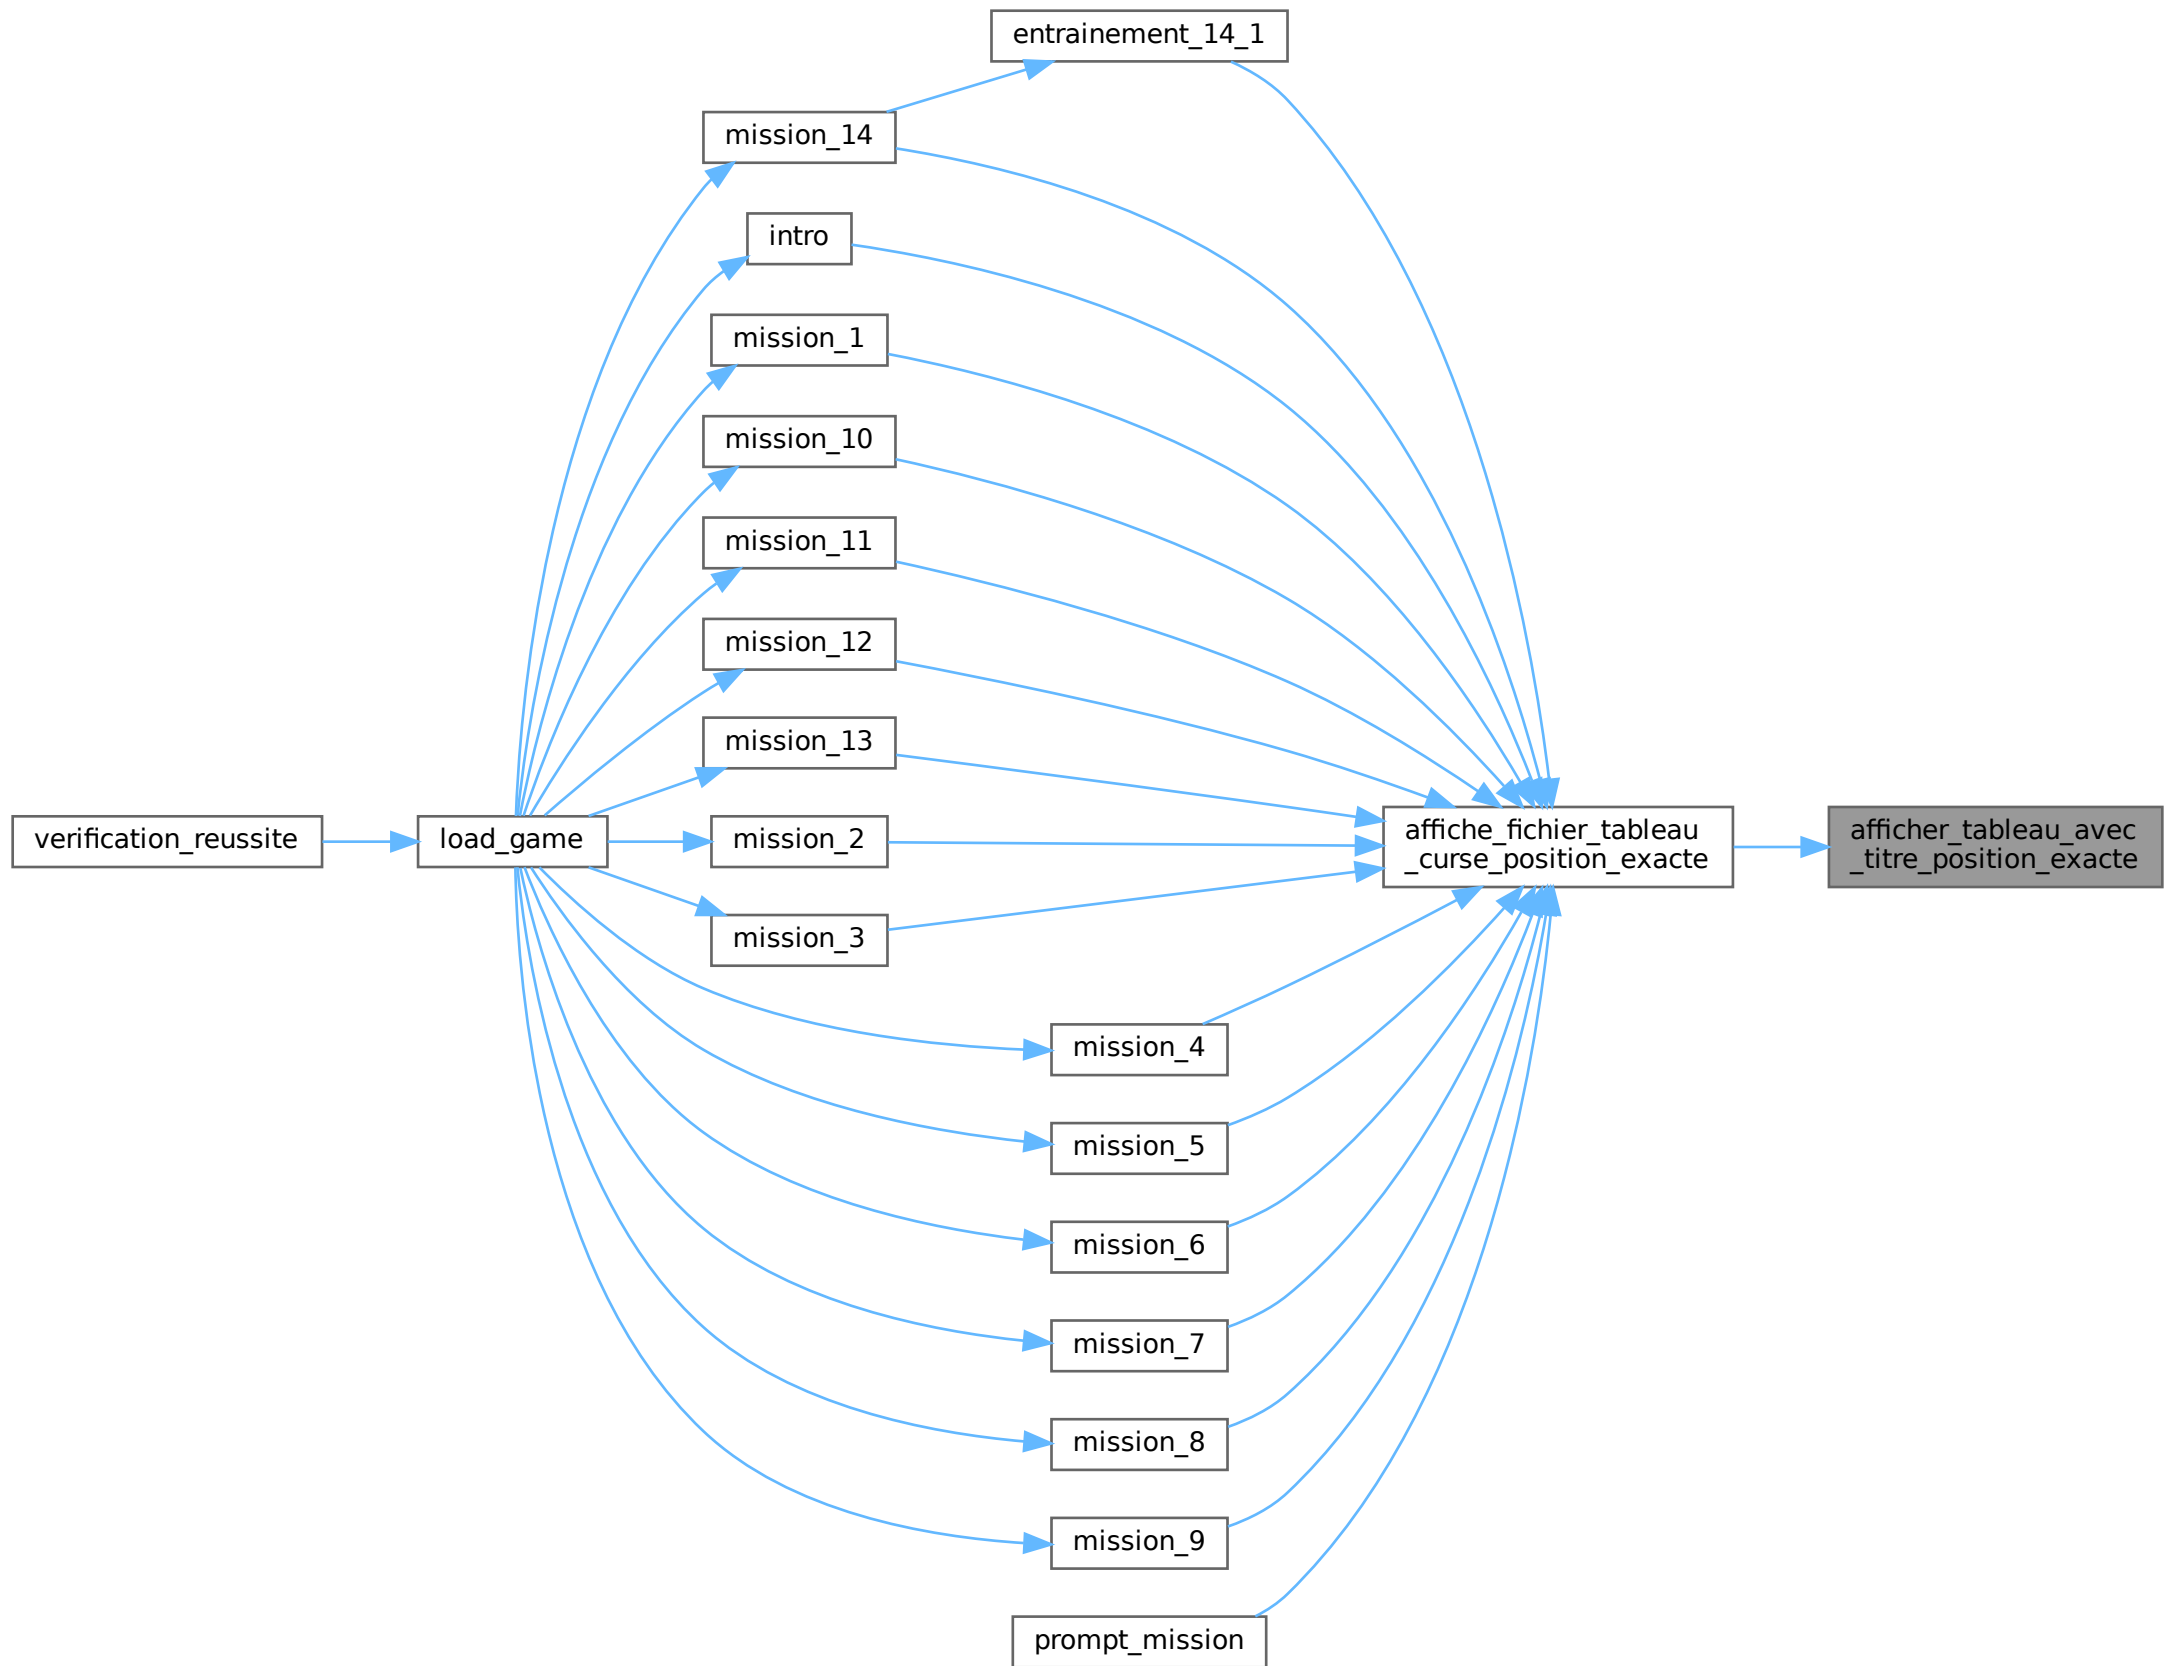 entrainement_14_1
mission_14
intro
mission_1
mission_10
mission_11
mission_12
mission_13
verification_reussite
load_game
mission_2
affiche_fichier_tableau
_curse_position_exacte
afficher_tableau_avec
_titre_position_exacte
mission_3
mission_4
mission_5
mission_6
mission_7
mission_8
mission_9
prompt_mission